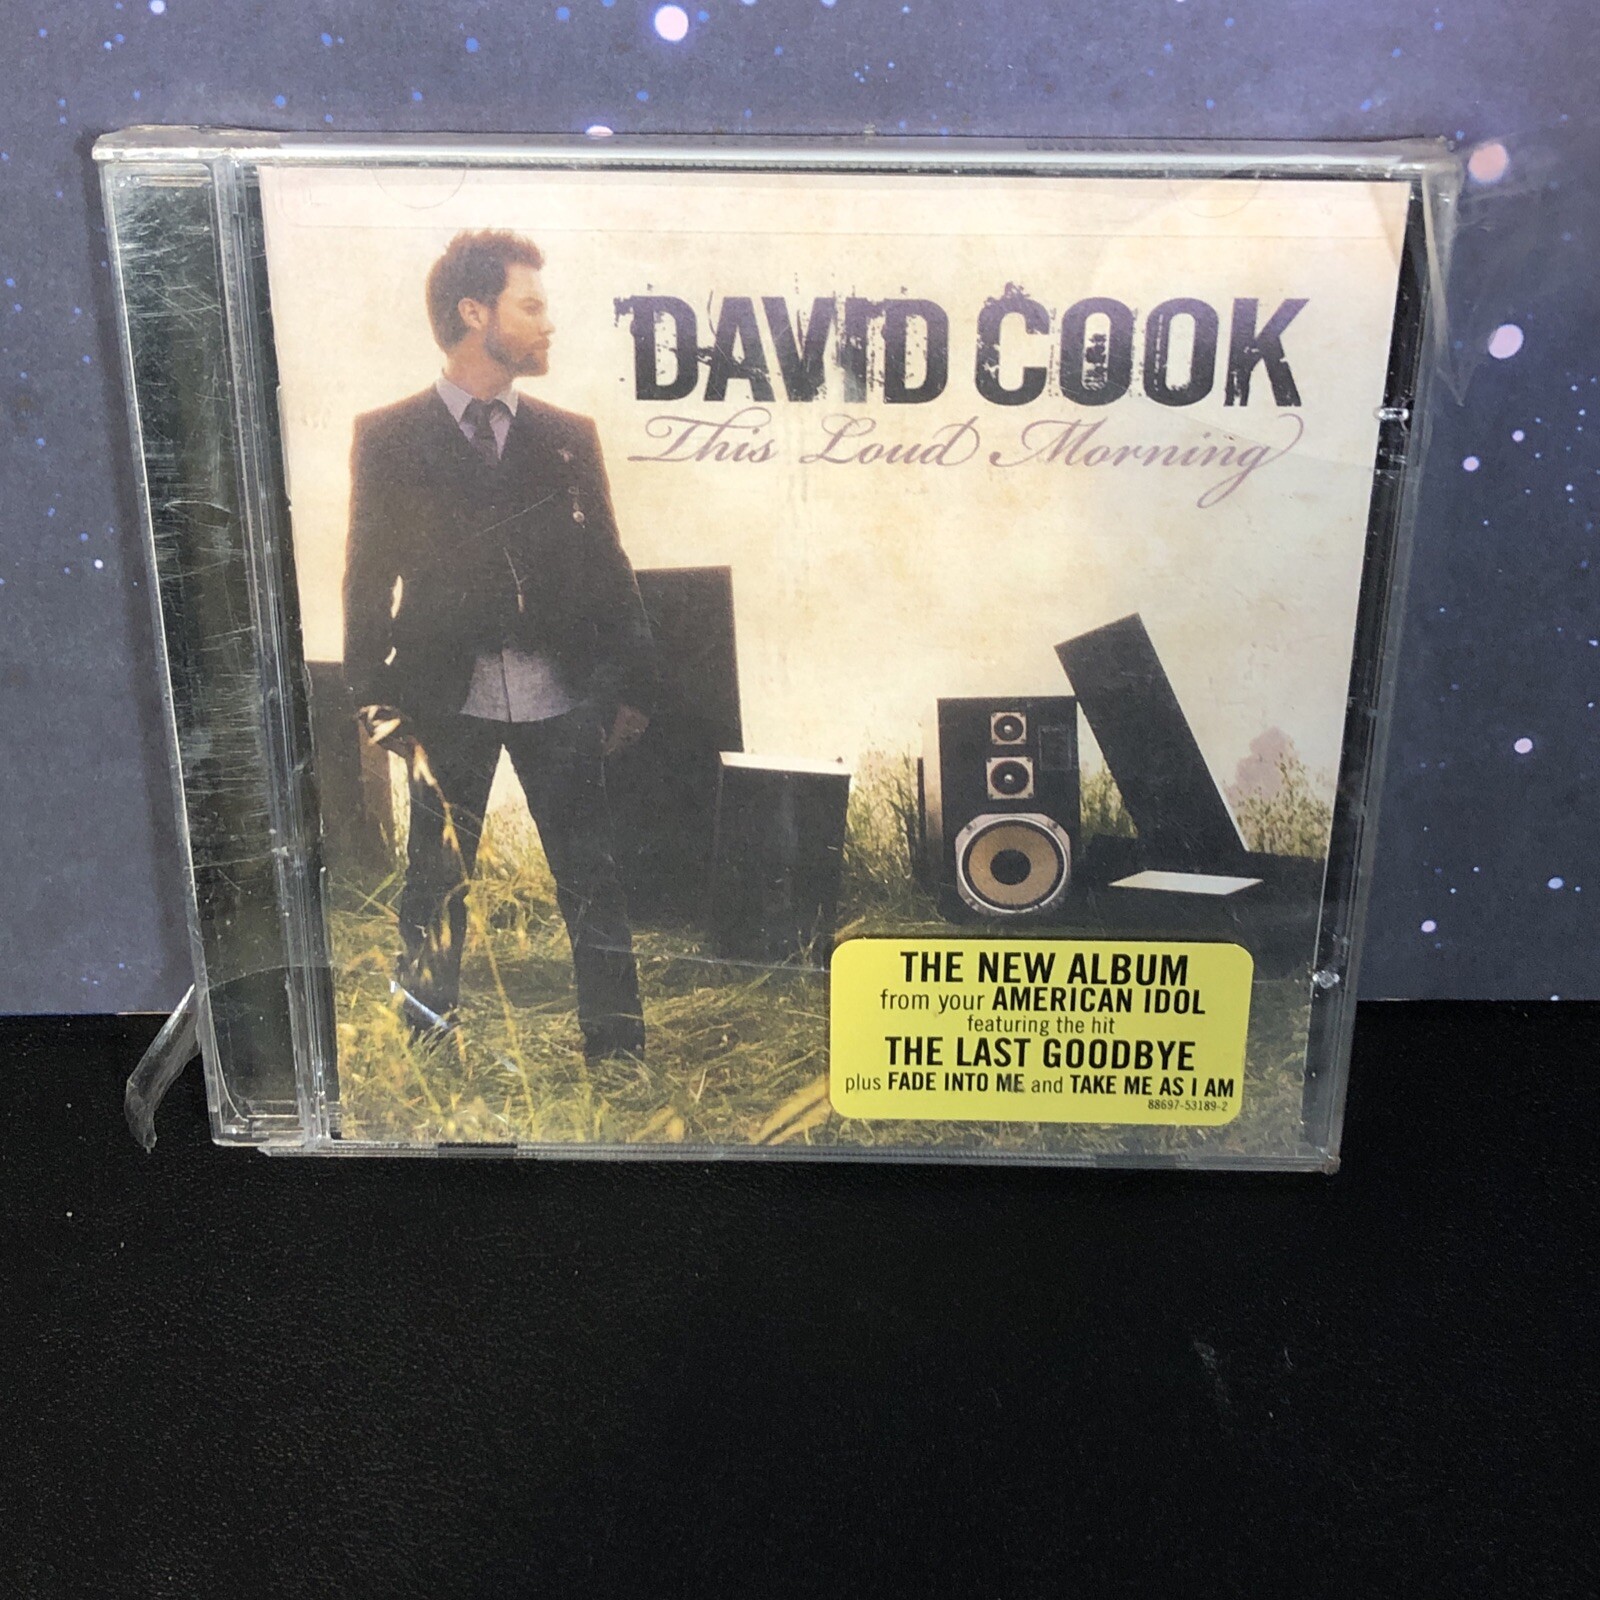 DAVID COOK
This Loud Morning
THE NEW ALBUM
from your AMERICAN IDOL
featuring the hit
THE LAST GOODBYE
plus FADE INTO ME and TAKE ME AS I AM
88697-53189-2